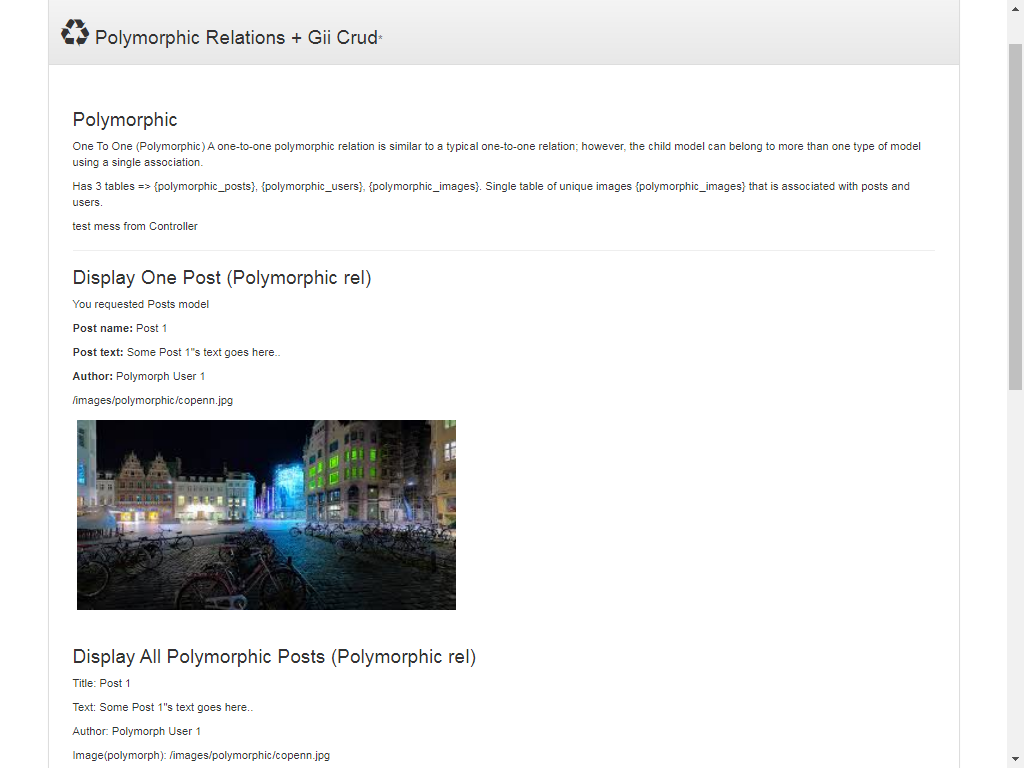 Polymorphic Relations + Gii Crud*
Polymorphic
One To One (Polymorphic) A one-to-one polymorphic relation is similar to a typical one-to-one relation; however, the child model can belong to more than one type of model
using a single association.
Has 3 tables => {polymorphic_posts}, {polymorphic_users}, {polymorphic_images}. Single table of unique images {polymorphic_images} that is associated with posts and
users.
test mess from Controller
Display One Post (Polymorphic rel)
You requested Posts model
Post name: Post 1
Post text: Some Post 1"s text goes here..
Author: Polymorph User 1
/images/polymorphic/copenn.jpg
Display All Polymorphic Posts (Polymorphic rel)
Title: Post 1
Text: Some Post 1"s text goes here..
Author: Polymorph User 1
Image(polymorph): /images/polymorphic/copenn.jpg